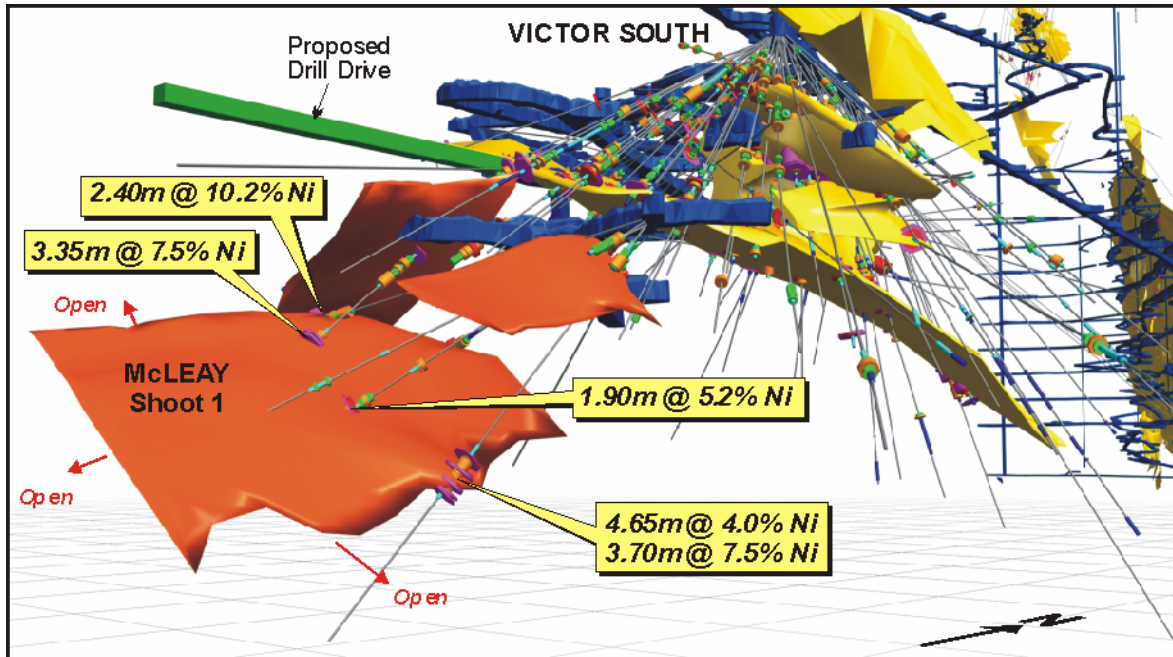 VICTOR SOUTH
Proposed
Drill Drive
2.40m @ 10.2% Ni
3.35m @ 7.5% Ni
Open
McLEAY
Shoot 1
1.90m @ 5.2% Ni
Open
4.65m @ 4.0% Ni
3.70m @ 7.5% Ni
Open
N